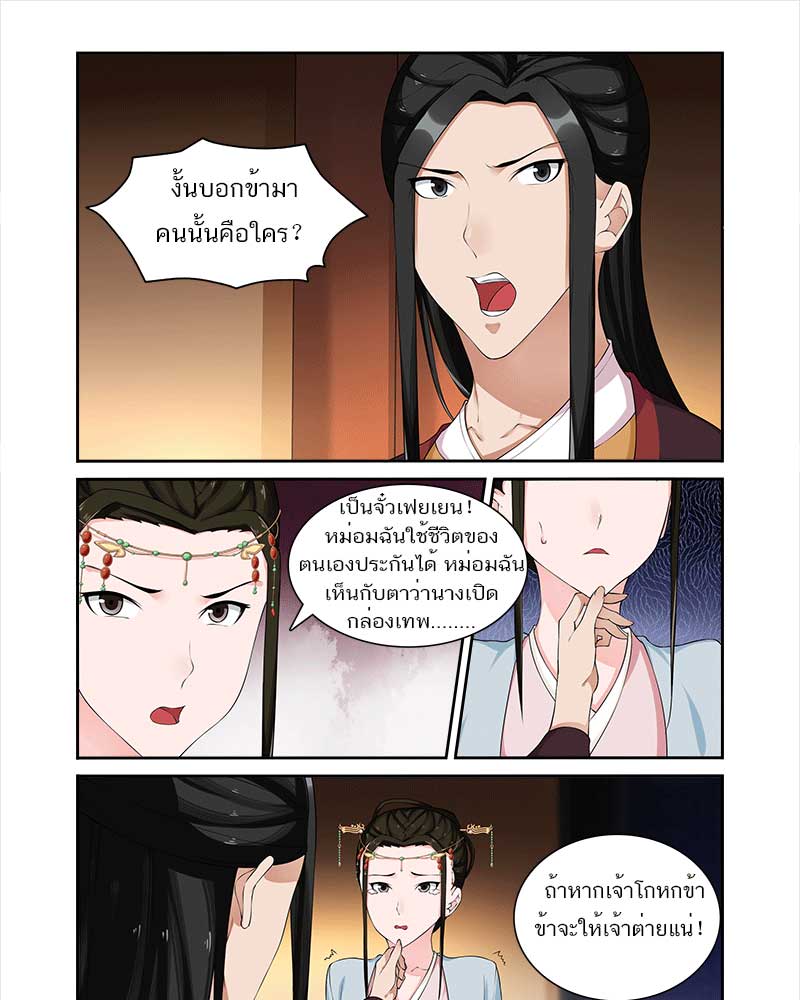 งั้นบอกข้ามา
คนนั้นคือใคร?
เป็นจั๋วเฟยเยน!
หม่อมฉันใช้ชีวิตของ
ตนเองประกันได้ หม่อมฉัน
เห็นกับตาว่านางเปิด
กล่องเทพ........
ถ้าหากเจ้าโกหกข้า
ข้าจะให้เจ้าต่ายแน่!